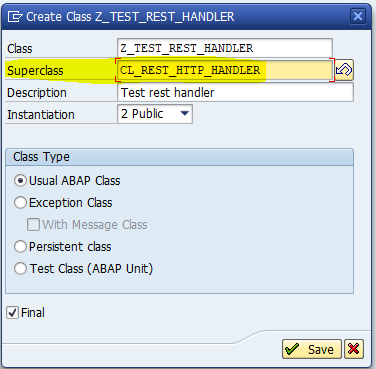 Create Class Z_TEST_REST_HANDLER
Class Z_TEST_REST_HANDLER
Superclass CL_REST_HTTP_HANDLER
Description Test rest handler
Instantiation 2 Public
Class Type
Usual ABAP Class
Exception Class
With Message Class
Persistent class
Test Class (ABAP Unit)
Final
Save